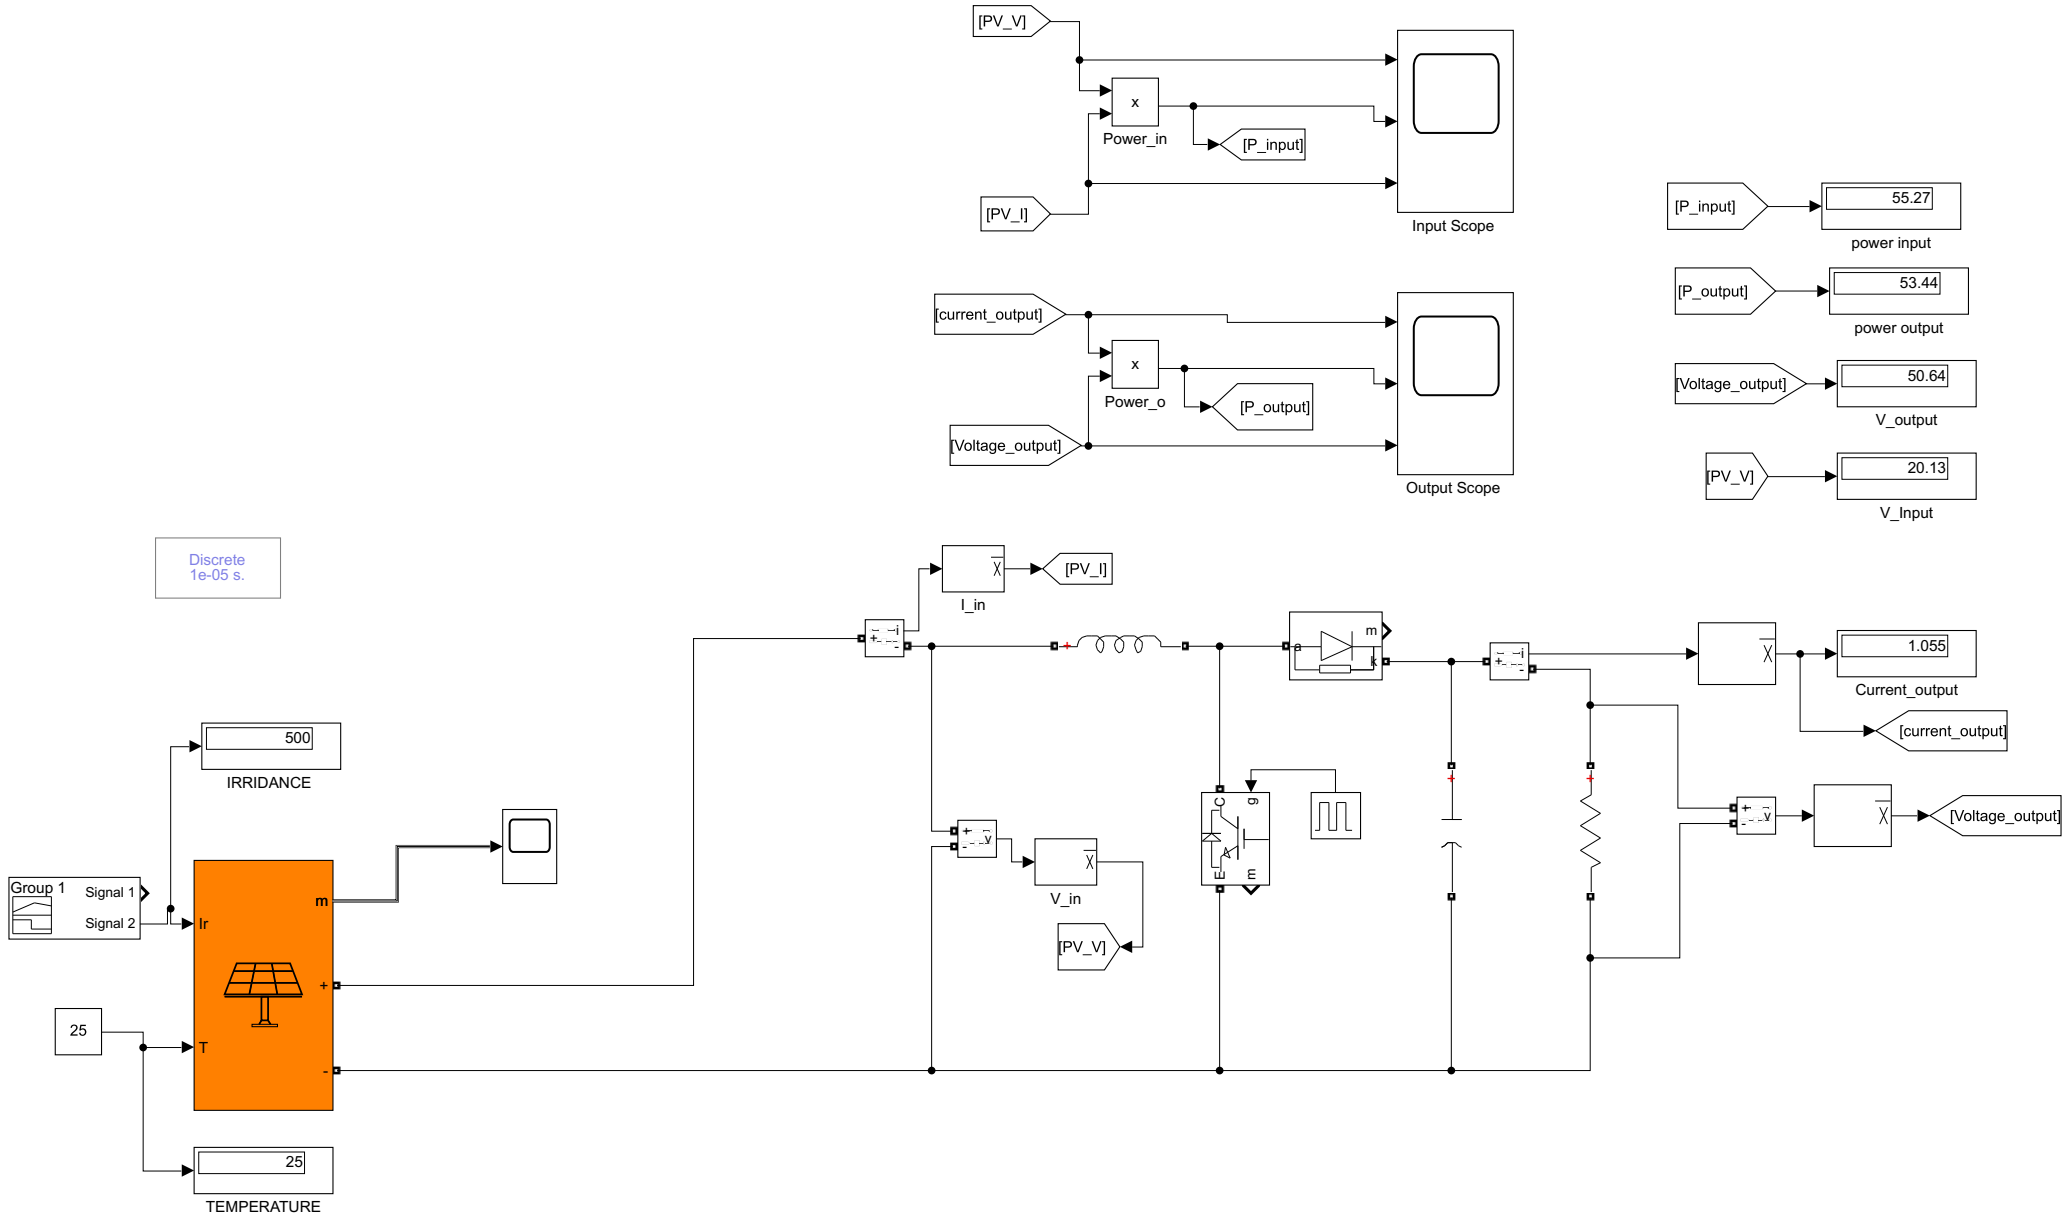 [PV_V]
x
Power_in
[P_input]
[PV_I]
Input Scope
[P_input]
55.27
power input
[P_output]
53.44
power output
[current_output]
x
Power_o
[P_output]
[Voltage_output]
Output Scope
[Voltage_output]
50.64
V_output
[PV_V]
20.13
V_Input
Discrete
1e-05 s.
x
I_in
[PV_I]
i
+
-
+
a
m
k
i
+
-
x
1.055
Current_output
[current_output]
500
IRRIDANCE
C
g
E
m
+
+
+
-
v
x
V_in
[PV_V]
+
-
v
x
[Voltage_output]
Group 1
Signal 1
Signal 2
Ir
m
+
T
-
25
25
TEMPERATURE